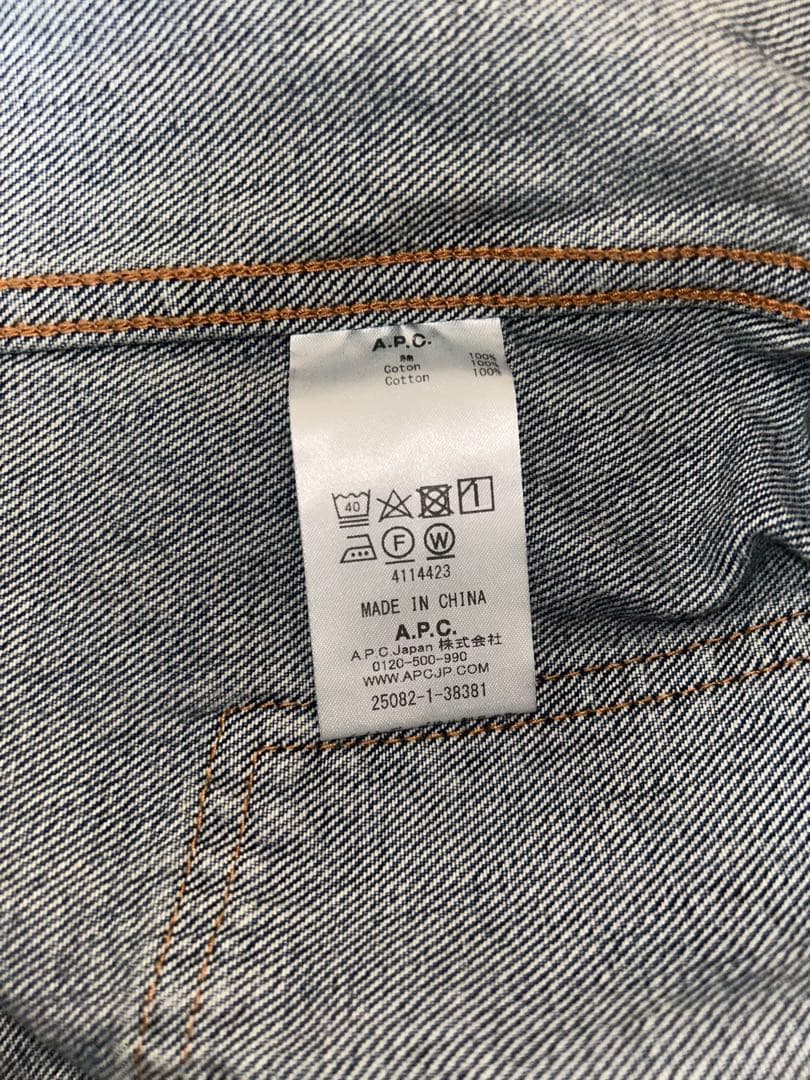 A.P.C.
綿 100%
Coton 100%
Cotton 100%
40
F W
4114423
MADE IN CHINA
A.P.C.
A.P.C.Japan 株式会社
0120-500-990
WWW.APCJP.COM
25082-1-38381